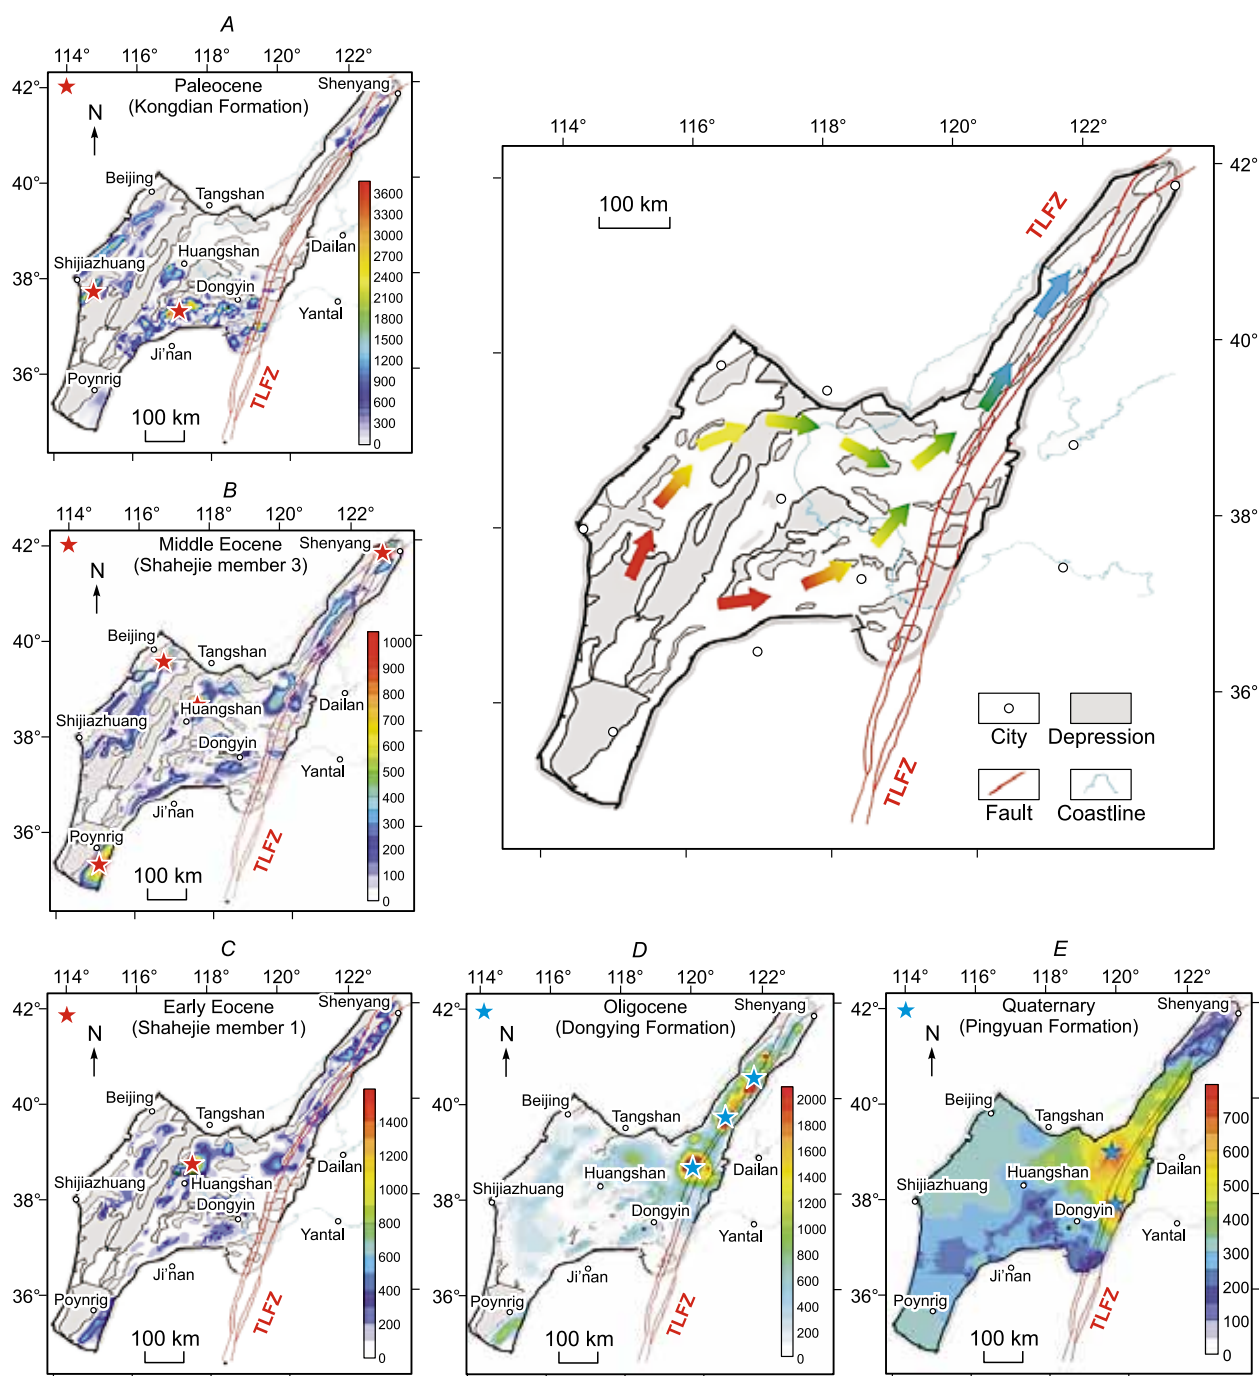 A
114° 116° 118° 120° 122°
42°
40°
38°
36°
Paleocene
(Kongdian Formation)
N
Shenyang
Beijing
Tangshan
Shijiazhuang
Huangshan
Dongyin
Dailan
Yantal
Ji'nan
Poynrig
TLFZ
100 km
3600
3300
3000
2700
2400
2100
1800
1500
1200
900
600
300
0
114° 116° 118° 120° 122°
42°
40°
38°
36°
100 km
TLFZ
TLFZ
City Depression
Fault Coastline
B
114° 116° 118° 120° 122°
42°
40°
38°
36°
Middle Eocene
(Shahejie member 3)
N
Shenyang
Beijing
Tangshan
Shijiazhuang
Huangshan
Dongyin
Dailan
Yantal
Ji'nan
Poynrig
TLFZ
100 km
1000
900
800
700
600
500
400
300
200
100
0
C
114° 116° 118° 120° 122°
42°
40°
38°
36°
Early Eocene
(Shahejie member 1)
N
Shenyang
Beijing
Tangshan
Shijiazhuang
Huangshan
Dongyin
Dailan
Yantal
Ji'nan
Poynrig
TLFZ
100 km
1400
1200
1000
800
600
400
200
0
D
114° 116° 118° 120° 122°
42°
40°
38°
36°
Oligocene
(Dongying Formation)
N
Shenyang
Beijing
Tangshan
Shijiazhuang
Huangshan
Dongyin
Dailan
Yantal
Ji'nan
Poynrig
TLFZ
100 km
2000
1800
1600
1400
1200
1000
800
600
400
200
0
E
114° 116° 118° 120° 122°
42°
40°
38°
36°
Quaternary
(Pingyuan Formation)
N
Shenyang
Beijing
Tangshan
Shijiazhuang
Huangshan
Dongyin
Dailan
Yantal
Ji'nan
Poynrig
TLFZ
100 km
700
600
500
400
300
200
100
0